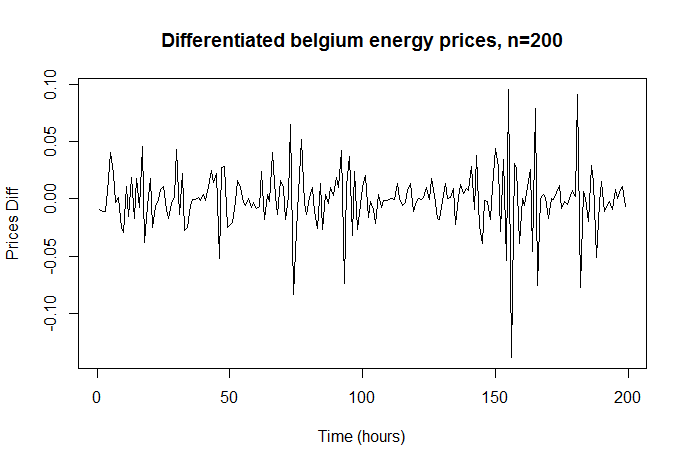 Differentiated belgium energy prices, n=200
Prices Diff
0.10
0.05
0.00
-0.05
-0.10
0 50 100 150 200
Time (hours)